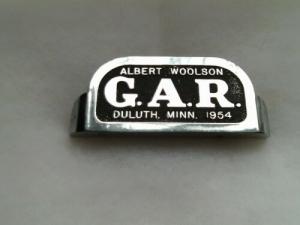 ALBERT WOOLSON
G.A.R.
DULUTH, MINN. 1954